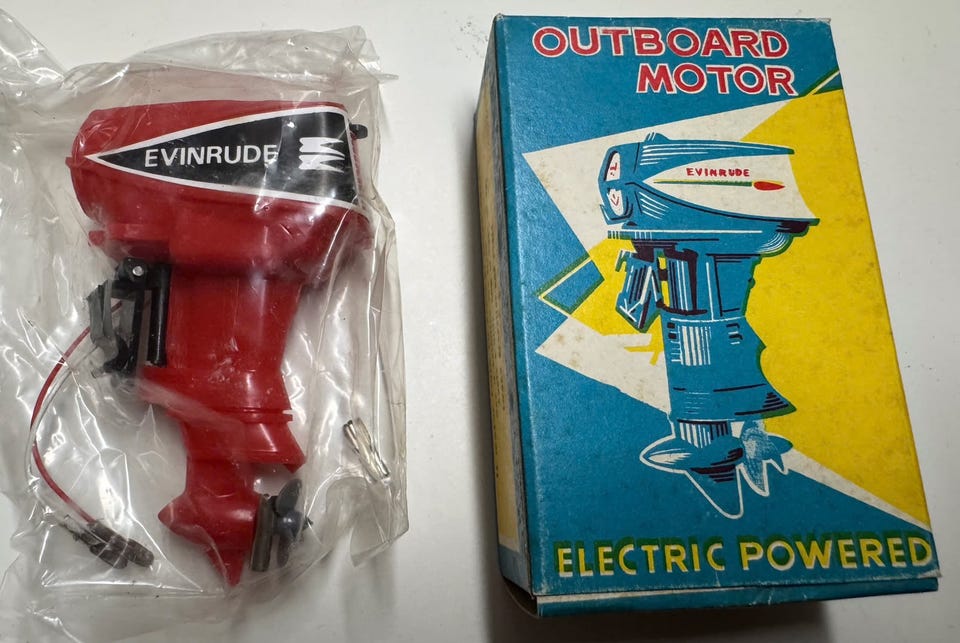 EVINRUDE
OUTBOARD
MOTOR
EVINRUDE
ELECTRIC POWERED